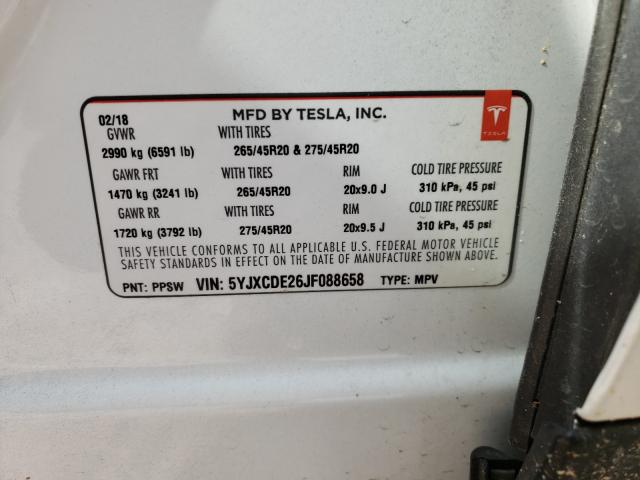 02/18 MFD BY TESLA, INC.
GVWR WITH TIRES
2990 kg (6591 lb) 265/45R20 & 275/45R20
GAWR FRT WITH TIRES RIM COLD TIRE PRESSURE
1470 kg (3241 lb) 265/45R20 20x9.0 J 310 kPa, 45 psi
GAWR RR WITH TIRES RIM COLD TIRE PRESSURE
1720 kg (3792 lb) 275/45R20 20x9.5 J 310 kPa, 45 psi
THIS VEHICLE CONFORMS TO ALL APPLICABLE U.S. FEDERAL MOTOR VEHICLE
SAFETY STANDARDS IN EFFECT ON THE DATE OF MANUFACTURE SHOWN ABOVE.
PNT: PPSW VIN: 5YJXCDE26JF088658 TYPE: MPV
TESLA